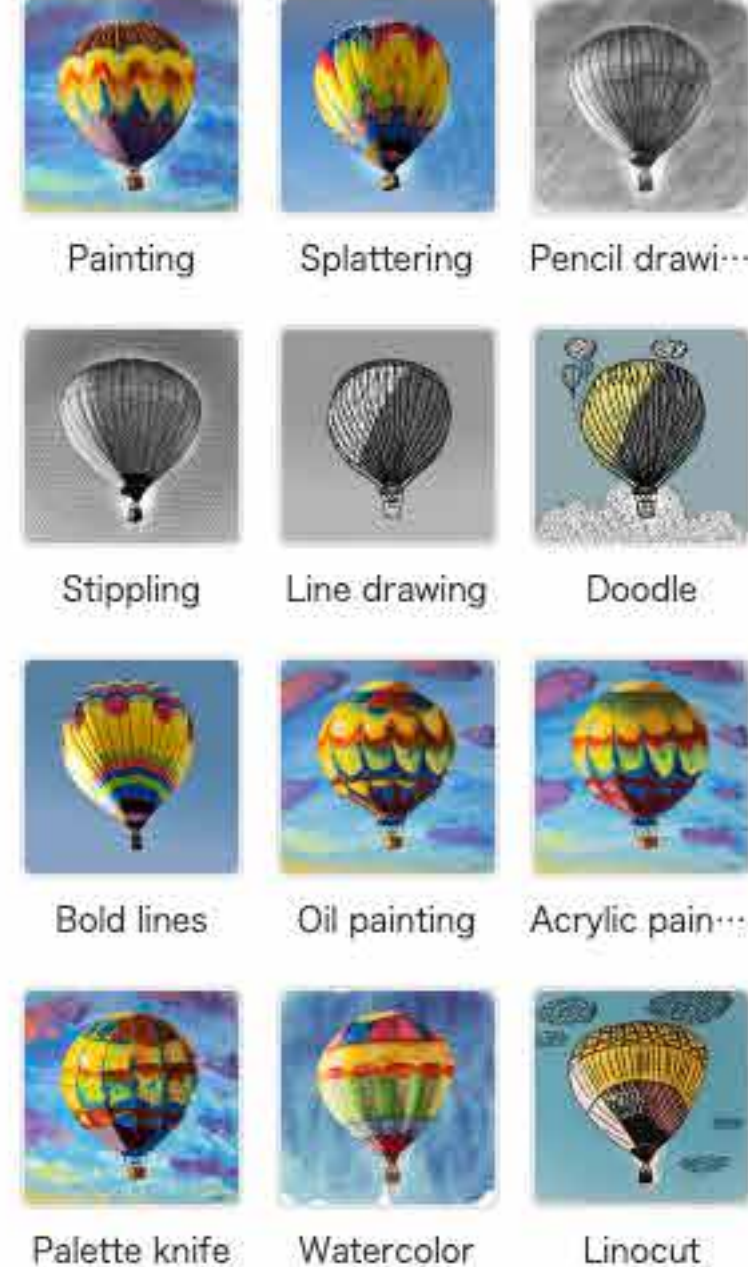 Painting
Splattering
Pencil drawi…
Stippling
Line drawing
Doodle
Bold lines
Oil painting
Acrylic pain…
Palette knife
Watercolor
Linocut